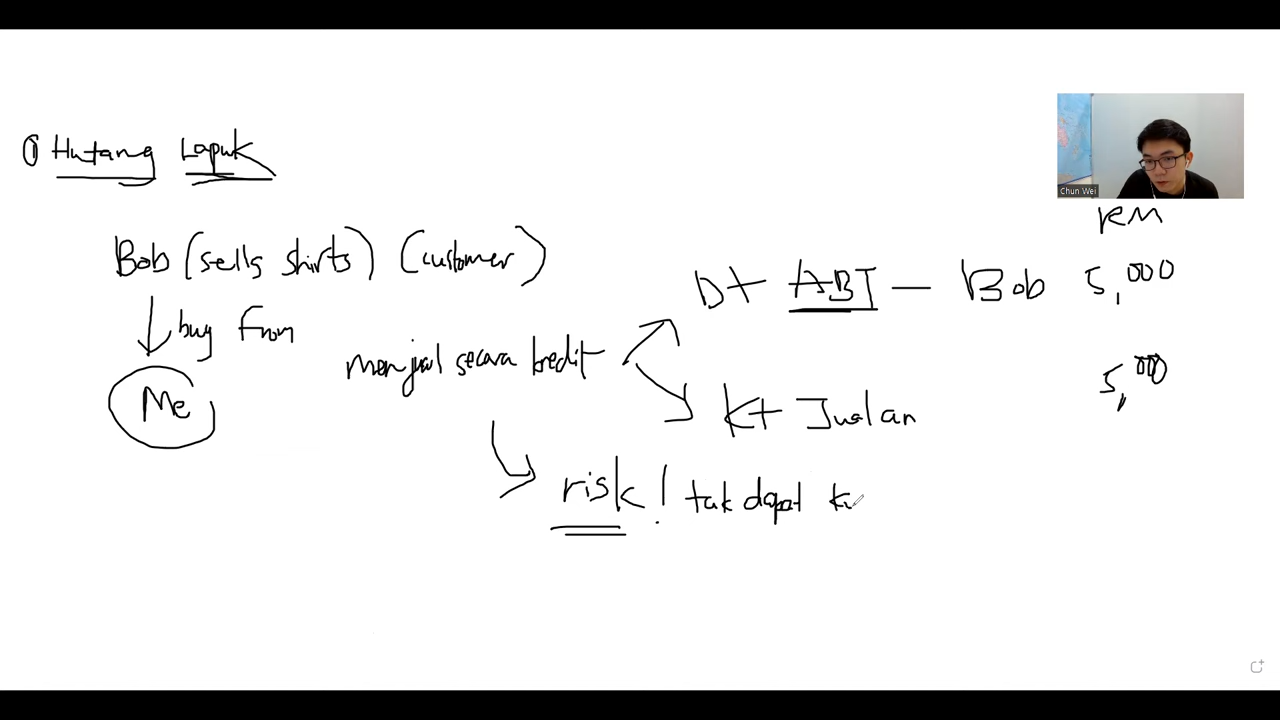 ① Hutang Lapuk
Chun Wei
RM
Bob (sells shirts) (customer)
Dt ABT — Bob 5,000
buy from
menjual secara kredit
Me
Kt Jualan 5,000
risk! tak dapat